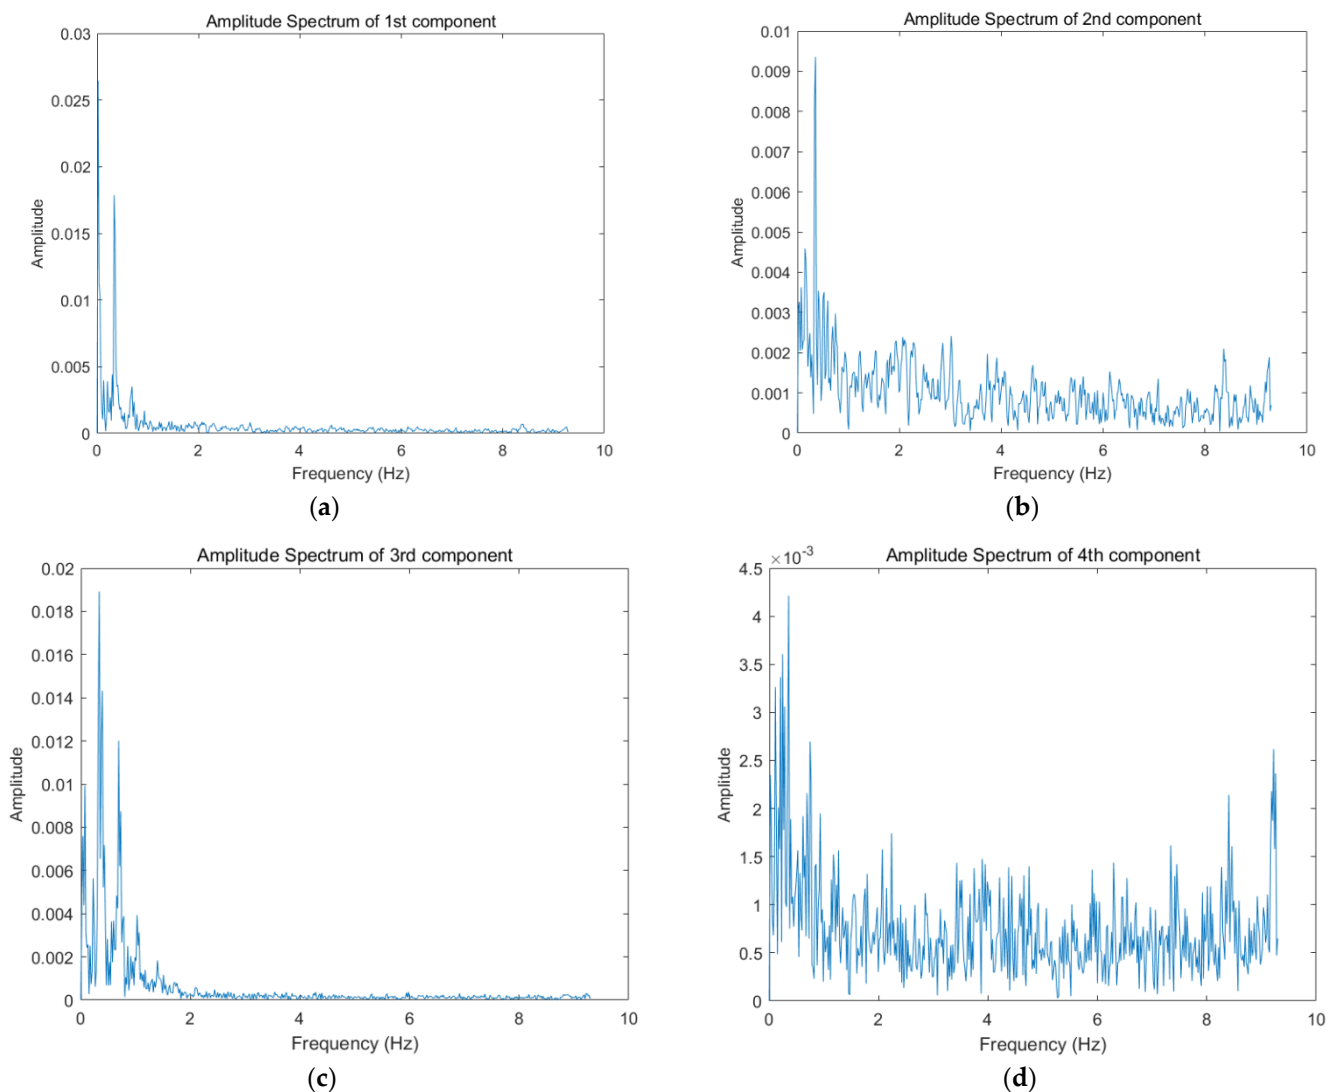 Amplitude Spectrum of 1st component
0.03
0.025
0.02
0.015
0.01
0.005
0
Amplitude
0 2 4 6 8 10
Frequency (Hz)
(a)
Amplitude Spectrum of 2nd component
0.01
0.009
0.008
0.007
0.006
0.005
0.004
0.003
0.002
0.001
0
Amplitude
0 2 4 6 8 10
Frequency (Hz)
(b)
Amplitude Spectrum of 3rd component
0.02
0.018
0.016
0.014
0.012
0.01
0.008
0.006
0.004
0.002
0
Amplitude
0 2 4 6 8 10
Frequency (Hz)
(c)
Amplitude Spectrum of 4th component
×10⁻³
4.5
4
3.5
3
2.5
2
1.5
1
0.5
0
Amplitude
0 2 4 6 8 10
Frequency (Hz)
(d)